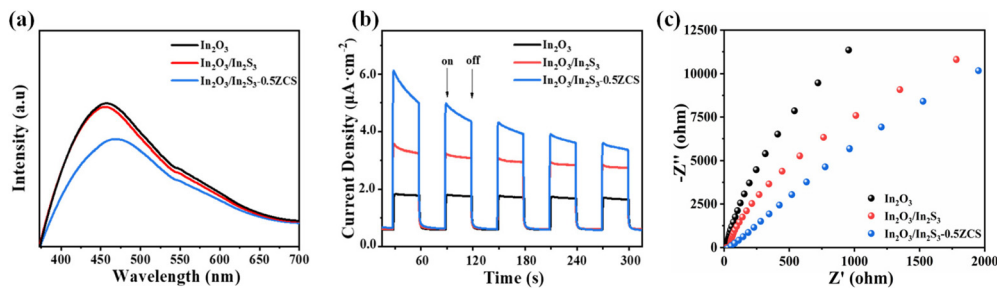 (a)
In₂O₃
In₂O₃/In₂S₃
In₂O₃/In₂S₃-0.5ZCS
Intensity (a.u)
400 450 500 550 600 650 700
Wavelength (nm)
(b)
In₂O₃
In₂O₃/In₂S₃
In₂O₃/In₂S₃-0.5ZCS
on off
Current Density (μA·cm⁻²)
8.0
6.0
4.0
2.0
0.0
60 120 180 240 300
Time (s)
(c)
-Z'' (ohm)
12500
10000
7500
5000
2500
0
In₂O₃
In₂O₃/In₂S₃
In₂O₃/In₂S₃-0.5ZCS
0 500 1000 1500 2000
Z' (ohm)